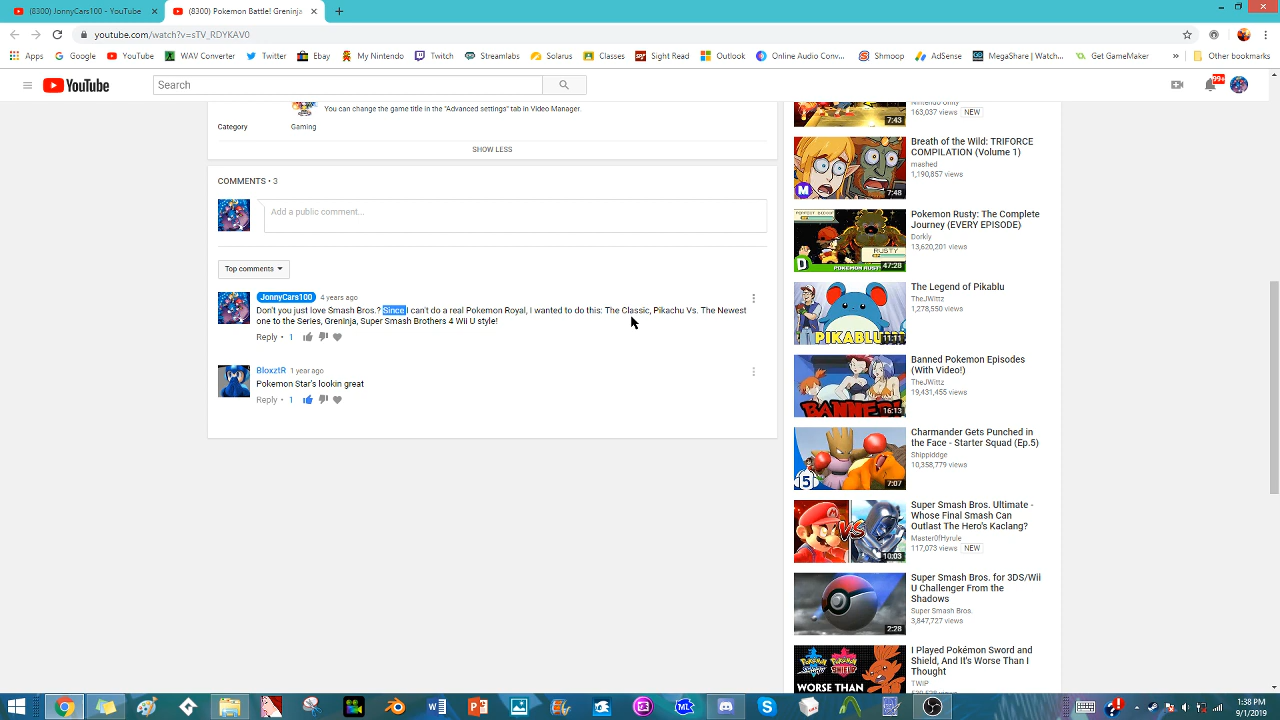 (8300) JonnyCars100 - YouTube
(8300) Pokemon Battle! Greninja
youtube.com/watch?v=sTV_RDYKAV0
Apps Google YouTube WAV Converter Twitter Ebay My Nintendo Twitch Streamlabs Solarus Classes Sight Read Outlook Online Audio Conv... Shmoop AdSense MegaShare | Watch... Get GameMaker » Other bookmarks
YouTube
Search
99+
You can change the game title in the "Advanced settings" tab in Video Manager.
Category Gaming
SHOW LESS
COMMENTS • 3
Add a public comment...
Top comments
JonnyCars100 4 years ago
Don't you just love Smash Bros.? Since I can't do a real Pokemon Royal, I wanted to do this: The Classic, Pikachu Vs. The Newest
one to the Series, Greninja, Super Smash Brothers 4 Wii U style!
Reply • 1
BloxztR 1 year ago
Pokemon Star's lookin great
Reply • 1
Nintendo Unity
163,037 views NEW
7:43
Breath of the Wild: TRIFORCE
COMPILATION (Volume 1)
mashed
1,190,857 views
M
7:48
Pokemon Rusty: The Complete
Journey (EVERY EPISODE)
Dorkly
13,620,201 views
RUSTY
D
POKEMON RUSTY
47:28
The Legend of Pikablu
TheJWittz
1,278,550 views
PIKABLU
11:11
Banned Pokemon Episodes
(With Video!)
TheJWittz
19,431,455 views
BANNED!
16:13
Charmander Gets Punched in
the Face - Starter Squad (Ep.5)
Shippiddge
10,358,779 views
5
7:07
Super Smash Bros. Ultimate -
Whose Final Smash Can
Outlast The Hero's Kaclang?
Master0fHyrule
117,073 views NEW
VS
10:03
Super Smash Bros. for 3DS/Wii
U Challenger From the
Shadows
Super Smash Bros.
3,847,727 views
2:28
I Played Pokémon Sword and
Shield, And It's Worse Than I
Thought
TWiP
WORSE THAN
1:38 PM
9/1/2019